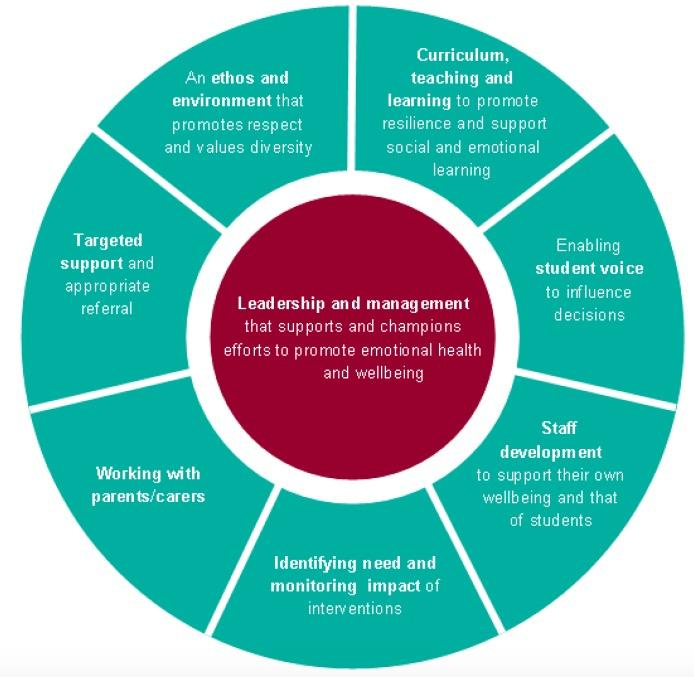 An ethos and
environment that
promotes respect
and values diversity
Curriculum,
teaching and
learning to promote
resilience and support
social and emotional
learning
Enabling
student voice
to influence
decisions
Staff
development
to support their own
wellbeing and that
of students
Identifying need and
monitoring impact of
interventions
Working with
parents/carers
Targeted
support and
appropriate
referral
Leadership and management
that supports and champions
efforts to promote emotional health
and wellbeing